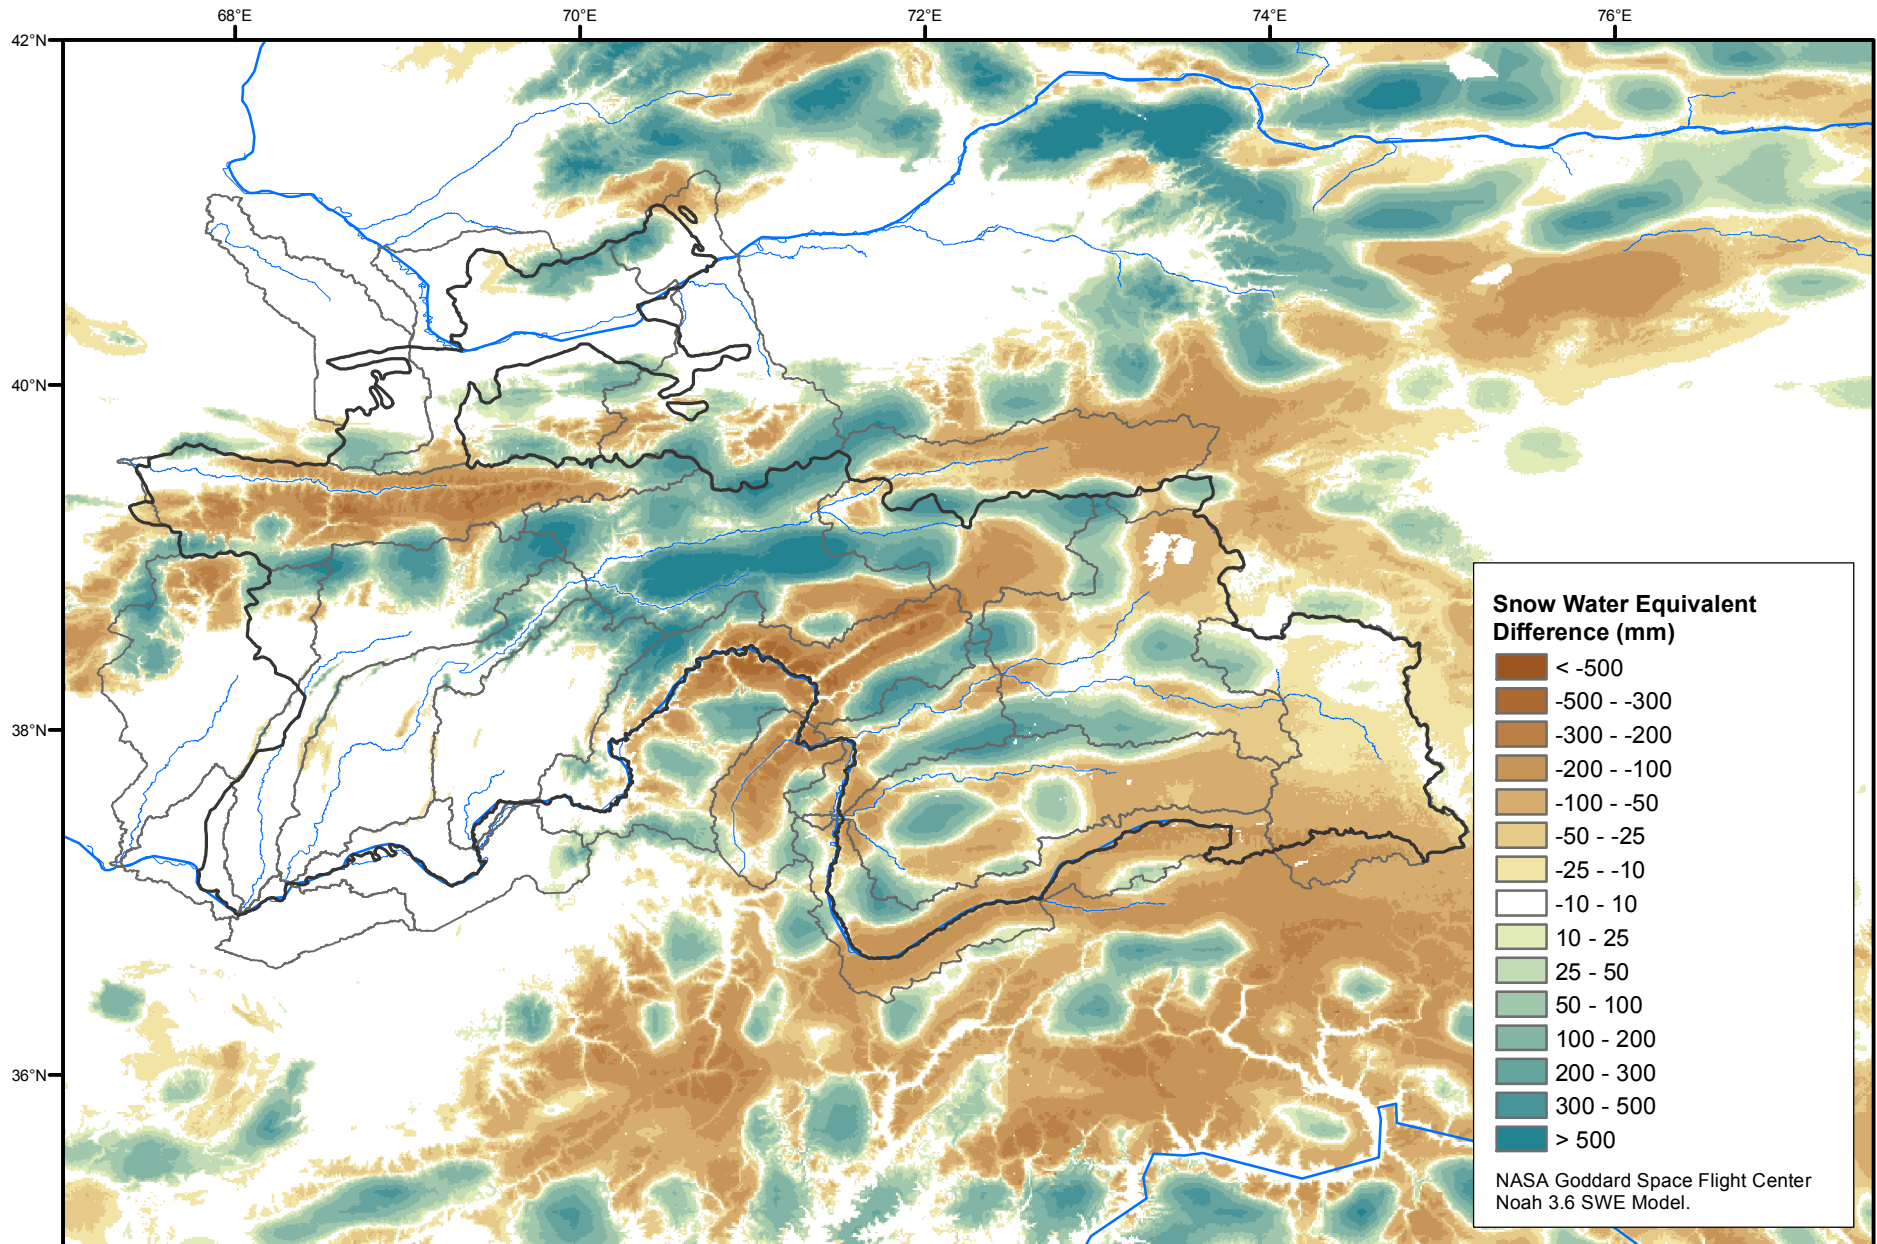 68°E 70°E 72°E 74°E 76°E
42°N
40°N
38°N
36°N
Snow Water Equivalent
Difference (mm)
< -500
-500 - -300
-300 - -200
-200 - -100
-100 - -50
-50 - -25
-25 - -10
-10 - 10
10 - 25
25 - 50
50 - 100
100 - 200
200 - 300
300 - 500
> 500
NASA Goddard Space Flight Center
Noah 3.6 SWE Model.